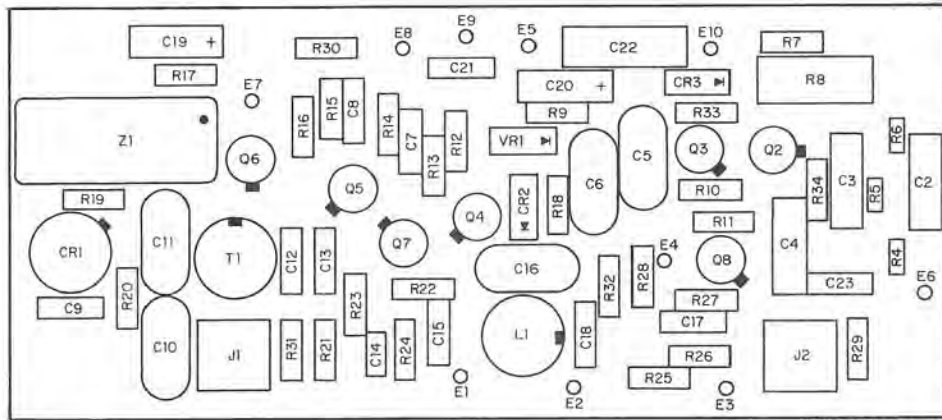 E9
E8
E5
E10
C19 +
R30
C22
R7
R17
C21
CR3
R8
E7
C20 +
R15
C8
R9
R33
R16
R14
C7
R12
Z1
VR1
C5
R6
Q6
R13
Q3
Q2
C3
C2
C6
R34
R5
R19
Q5
CR2
R18
R10
Q4
R11
C4
CR1
C11
T1
C12
C13
Q7
C16
E4
Q8
R4
R28
R32
C23
E6
R20
R23
R22
R27
C9
C17
C15
C10
J1
R31
R21
C14
R24
L1
C18
R26
J2
R29
R25
E1
E2
E3